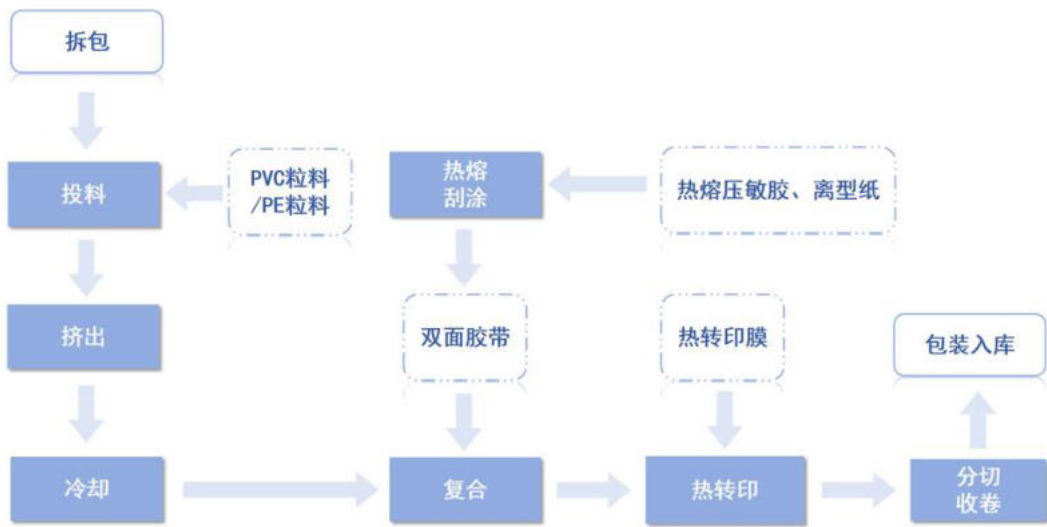 拆包
投料
PVC粒料
/PE粒料
热熔
刮涂
热熔压敏胶、离型纸
挤出
双面胶带
热转印膜
包装入库
冷却
复合
热转印
分切
收卷